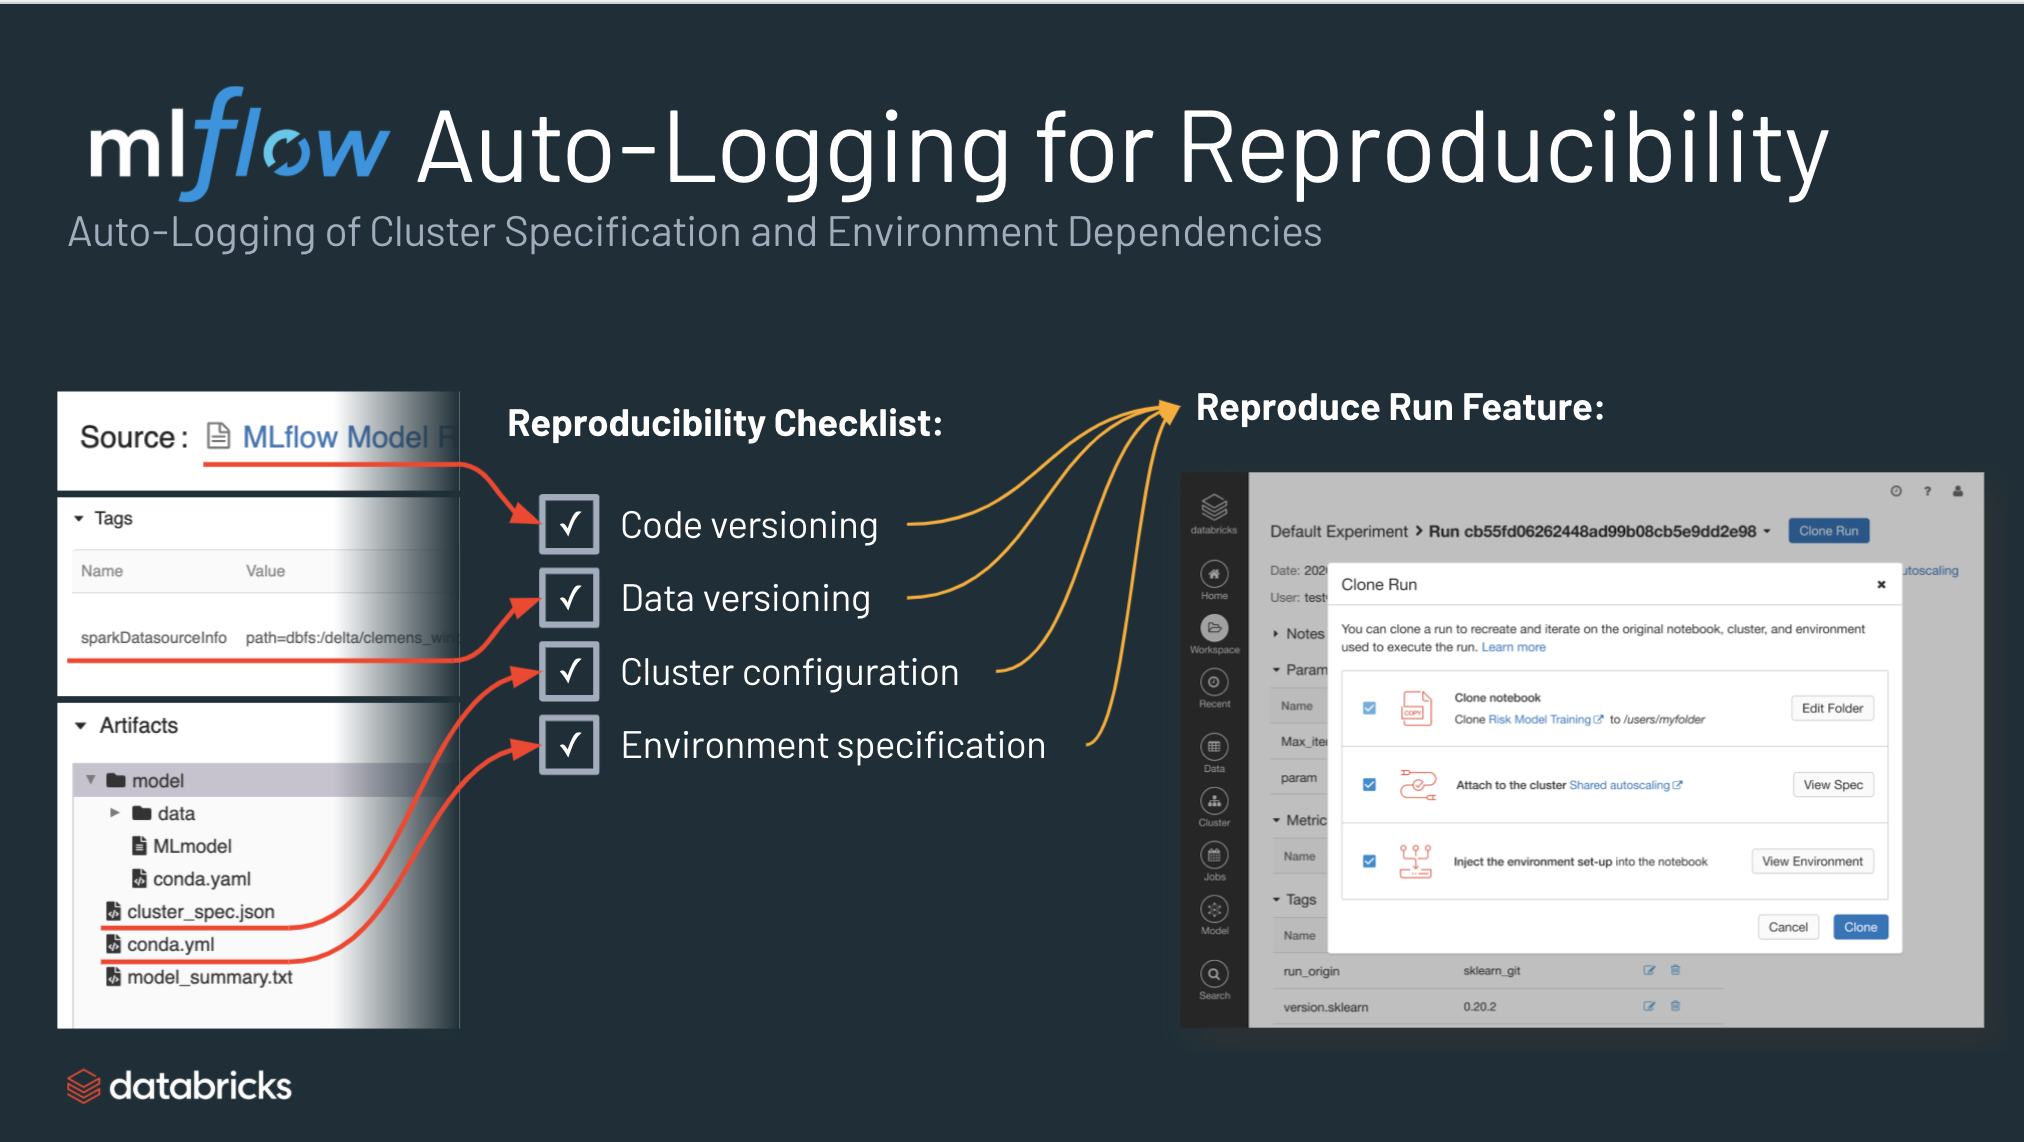 mlflow Auto-Logging for Reproducibility
Auto-Logging of Cluster Specification and Environment Dependencies
Source: MLflow Model
Tags
Name Value
sparkDatasourceInfo path=dbfs:/delta/clemens_
Artifacts
model
data
MLmodel
conda.yaml
cluster_spec.json
conda.yml
model_summary.txt
Reproducibility Checklist:
✓ Code versioning
✓ Data versioning
✓ Cluster configuration
✓ Environment specification
Reproduce Run Feature:
databricks
Home
Workspace
Recent
Data
Cluster
Jobs
Model
Search
?
Default Experiment > Run cb55fd06262448ad99b08cb5e9dd2e98 Clone Run
Date: 202
utoscaling
User: test
Notes
Param
Name
Max_ite
param
Metric
Name
Tags
Name
run_origin sklearn_git
version.sklearn 0.20.2
Clone Run
You can clone a run to recreate and iterate on the original notebook, cluster, and environment
used to execute the run. Learn more
COPY
Clone notebook
Clone Risk Model Training to /users/myfolder
Edit Folder
Attach to the cluster Shared autoscaling
View Spec
Inject the environment set-up into the notebook
View Environment
Cancel Clone
databricks